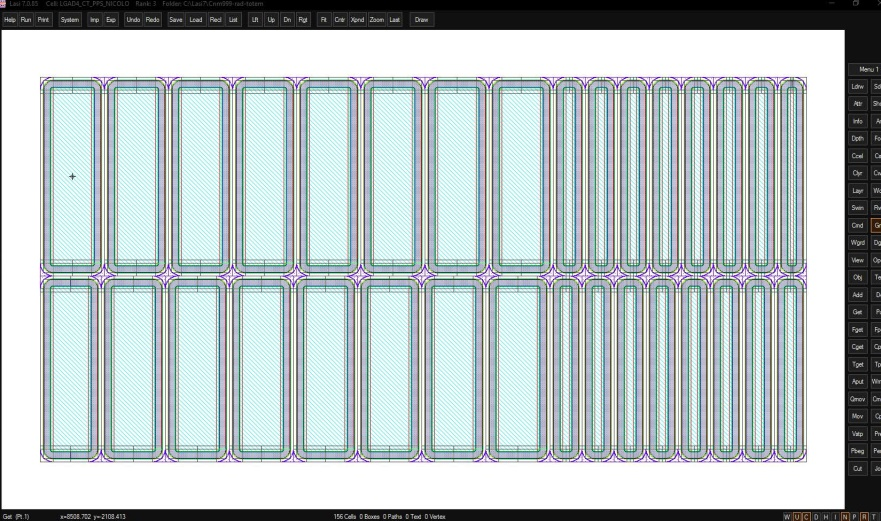 Lasi 7.0.85 Cell: LGAD4_CT_PPS_NICOLO Rank: 3 Folder: C:\Lasi7\Cnm999-rad-totem
Help Run Print System Imp Exp Undo Redo Save Load Recl List Lft Up Dn Rgt Fit Cntr Xpnd Zoom Last Draw
Menu 1
Ldrw
Attr
Info
Dpth
Ccel
Clyr
Layr
Swin
Cmd
Wgrd
View
Obj
Add
Get
Fget
Cget
Tget
Aput
Qmov
Mov
Vatp
Pbeg
Cut
Get (Pt.1) x=8508.702 y=-2108.413 156 Cells 0 Boxes 0 Paths 0 Text 0 Vertex W U C D H I N P R T